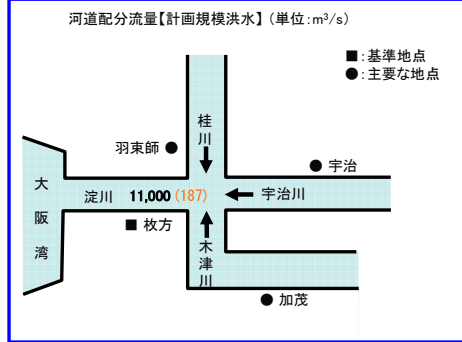 河道配分流量【計画規模洪水】 (単位:m³/s)
■:基準地点
●:主要な地点
桂川
羽束師 ●
● 宇治
大阪湾
淀川 11,000 (187)
宇治川
■ 枚方
木津川
● 加茂